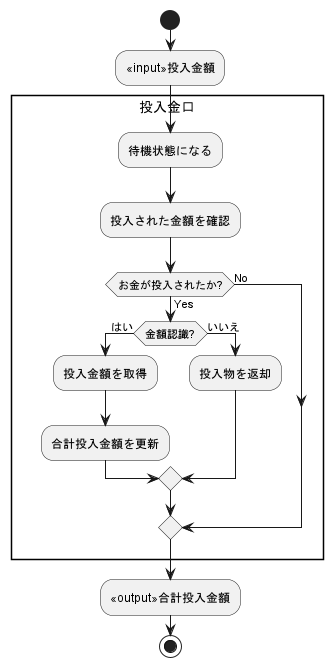 «input»投入金額
投入金口
待機状態になる
投入された金額を確認
お金が投入されたか?
No
Yes
はい
金額認識?
いいえ
投入金額を取得
投入物を返却
合計投入金額を更新
«output»合計投入金額